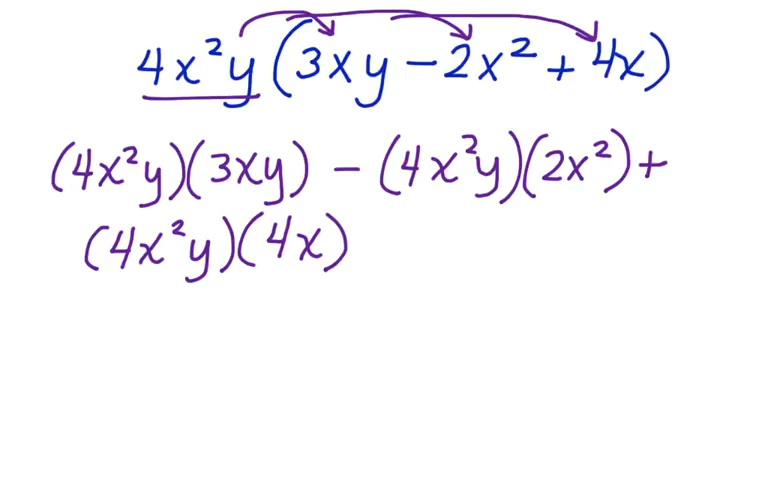 4x²y(3xy - 2x² + 4x)
(4x²y)(3xy) - (4x²y)(2x²) +
(4x²y)(4x)